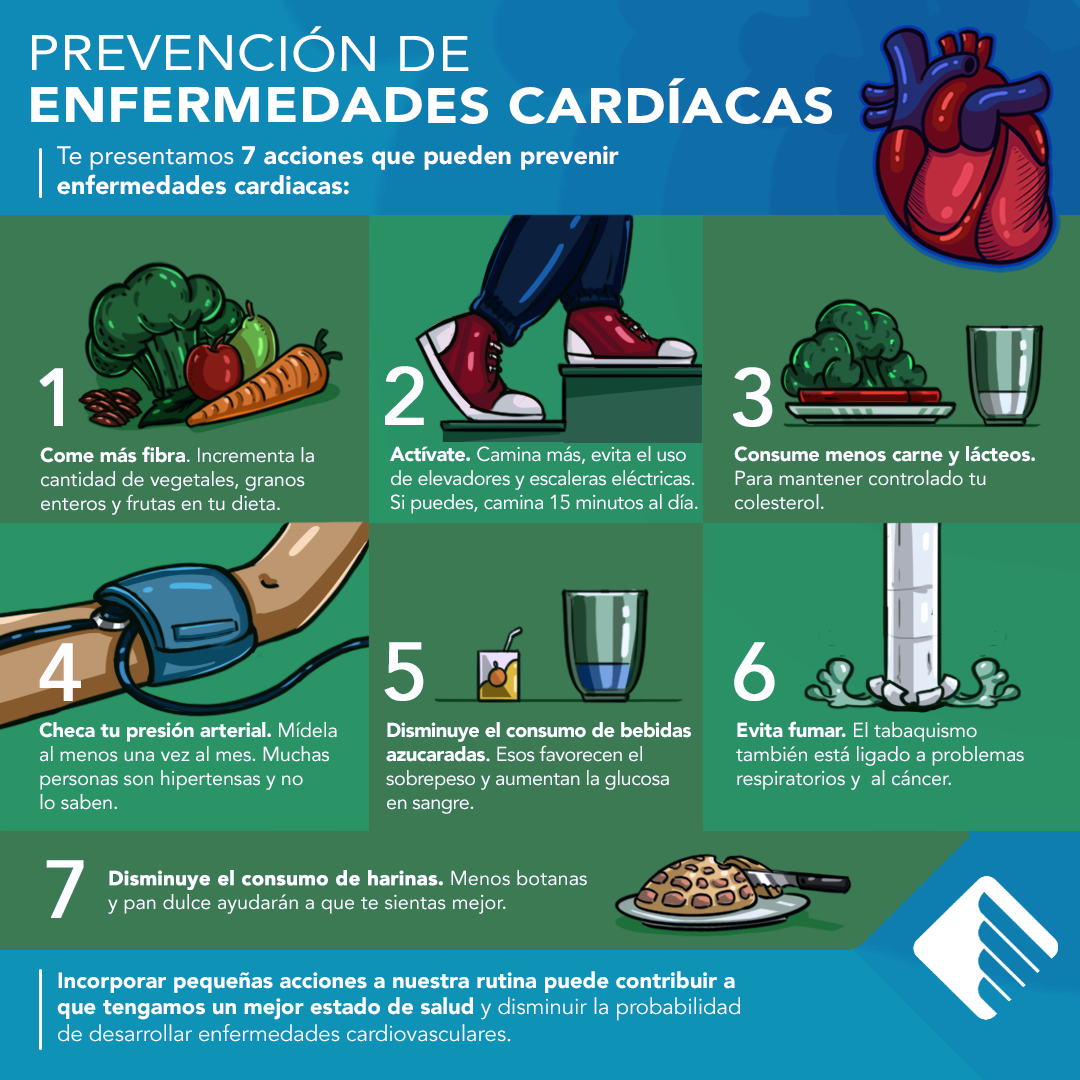 PREVENCIÓN DE
ENFERMEDADES CARDÍACAS
Te presentamos 7 acciones que pueden prevenir
enfermedades cardiacas:
1
Come más fibra. Incrementa la
cantidad de vegetales, granos
enteros y frutas en tu dieta.
2
Actívate. Camina más, evita el uso
de elevadores y escaleras eléctricas.
Si puedes, camina 15 minutos al día.
3
Consume menos carne y lácteos.
Para mantener controlado tu
colesterol.
4
Checa tu presión arterial. Mídela
al menos una vez al mes. Muchas
personas son hipertensas y no
lo saben.
5
Disminuye el consumo de bebidas
azucaradas. Esos favorecen el
sobrepeso y aumentan la glucosa
en sangre.
6
Evita fumar. El tabaquismo
también está ligado a problemas
respiratorios y  al cáncer.
7
Disminuye el consumo de harinas. Menos botanas
y pan dulce ayudarán a que te sientas mejor.
Incorporar pequeñas acciones a nuestra rutina puede contribuir a
que tengamos un mejor estado de salud y disminuir la probabilidad
de desarrollar enfermedades cardiovasculares.